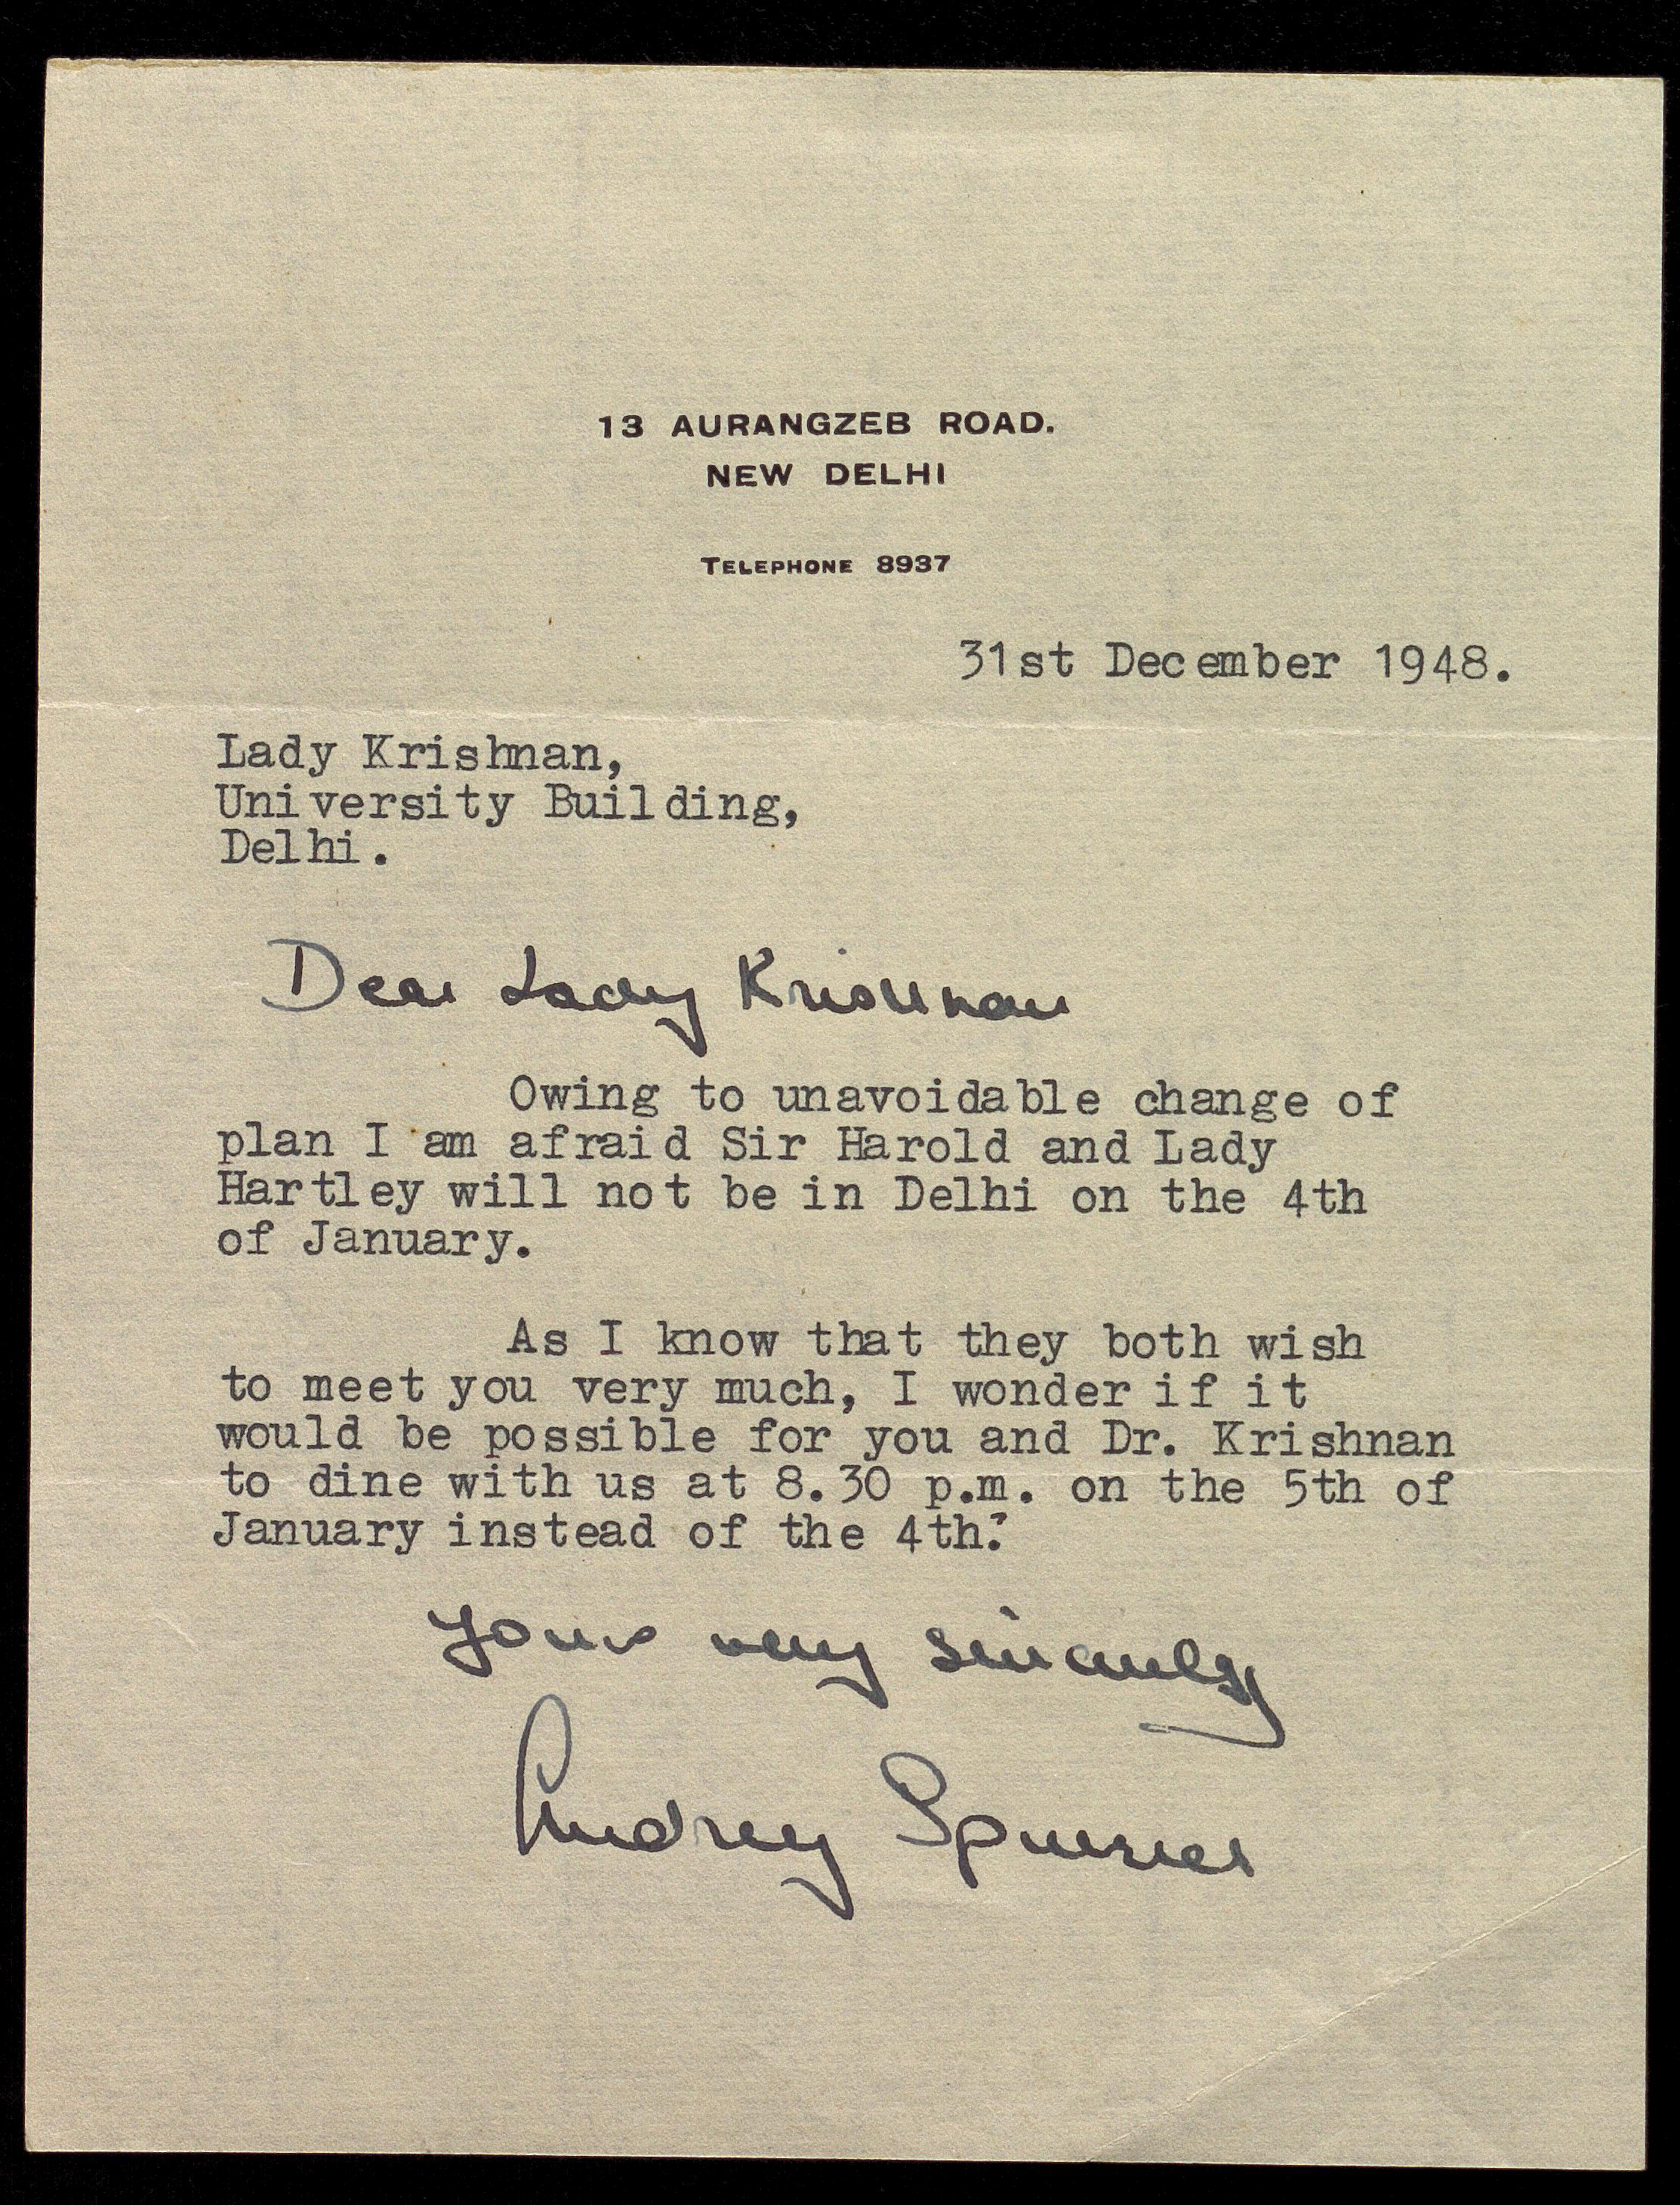 13 AURANGZEB ROAD.
NEW DELHI
TELEPHONE 8937
31st December 1948.
Lady Krishnan,
University Building,
Delhi.
Dear Lady Krishnan
Owing to unavoidable change of
plan I am afraid Sir Harold and Lady
Hartley will not be in Delhi on the 4th
of January.
As I know that they both wish
to meet you very much, I wonder if it
would be possible for you and Dr. Krishnan
to dine with us at 8.30 p.m. on the 5th of
January instead of the 4th.
Yours very sincerely
Audrey